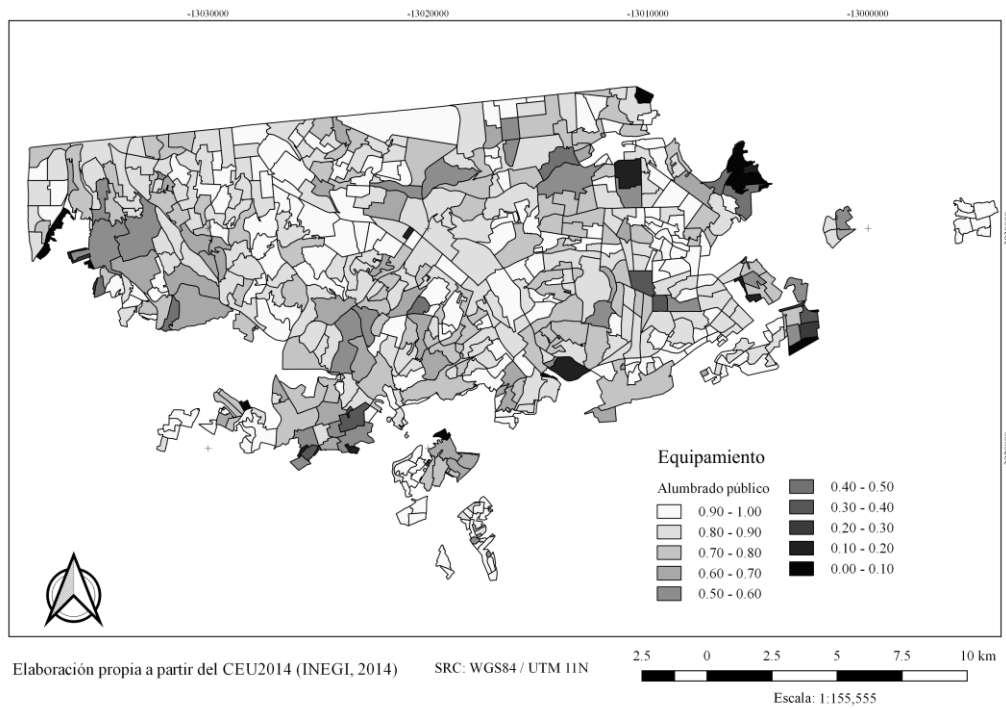 -13030000 -13020000 -13010000 -13000000
Equipamiento
Alumbrado público
0.90 - 1.00
0.80 - 0.90
0.70 - 0.80
0.60 - 0.70
0.50 - 0.60
0.40 - 0.50
0.30 - 0.40
0.20 - 0.30
0.10 - 0.20
0.00 - 0.10
Elaboración propia a partir del CEU2014 (INEGI, 2014) SRC: WGS84 / UTM 11N
2.5 0 2.5 5 7.5 10 km
Escala: 1:155,555